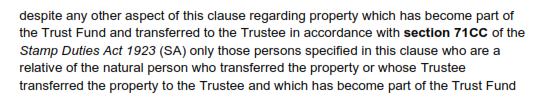 despite any other aspect of this clause regarding property which has become part of
the Trust Fund and transferred to the Trustee in accordance with section 71CC of the
Stamp Duties Act 1923 (SA) only those persons specified in this clause who are a
relative of the natural person who transferred the property or whose Trustee
transferred the property to the Trustee and which has become part of the Trust Fund